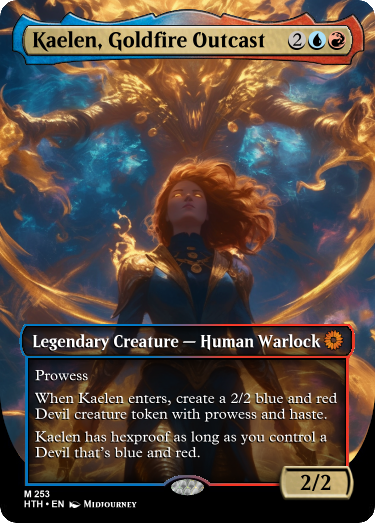 Kaelen, Goldfire Outcast 2
Legendary Creature — Human Warlock
Prowess
When Kaelen enters, create a 2/2 blue and red
Devil creature token with prowess and haste.
Kaelen has hexproof as long as you control a
Devil that's blue and red.
2/2
M 253
HTH • EN Midjourney